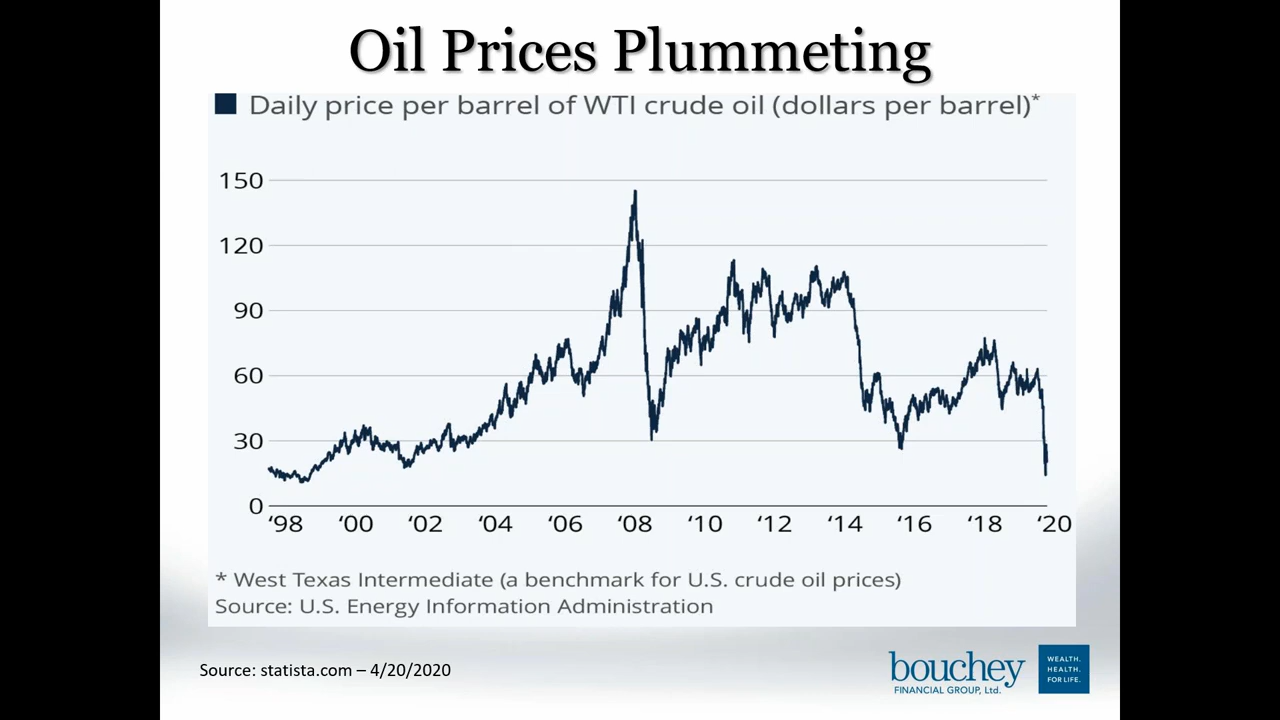 Oil Prices Plummeting
Daily price per barrel of WTI crude oil (dollars per barrel)*
150
120
90
60
30
0
‘98 ‘00 ‘02 ‘04 ‘06 ‘08 ‘10 ‘12 ‘14 ‘16 ‘18 ‘20
* West Texas Intermediate (a benchmark for U.S. crude oil prices)
Source: U.S. Energy Information Administration
Source: statista.com – 4/20/2020
bouchey
FINANCIAL GROUP, Ltd.
WEALTH.
HEALTH.
FOR LIFE.